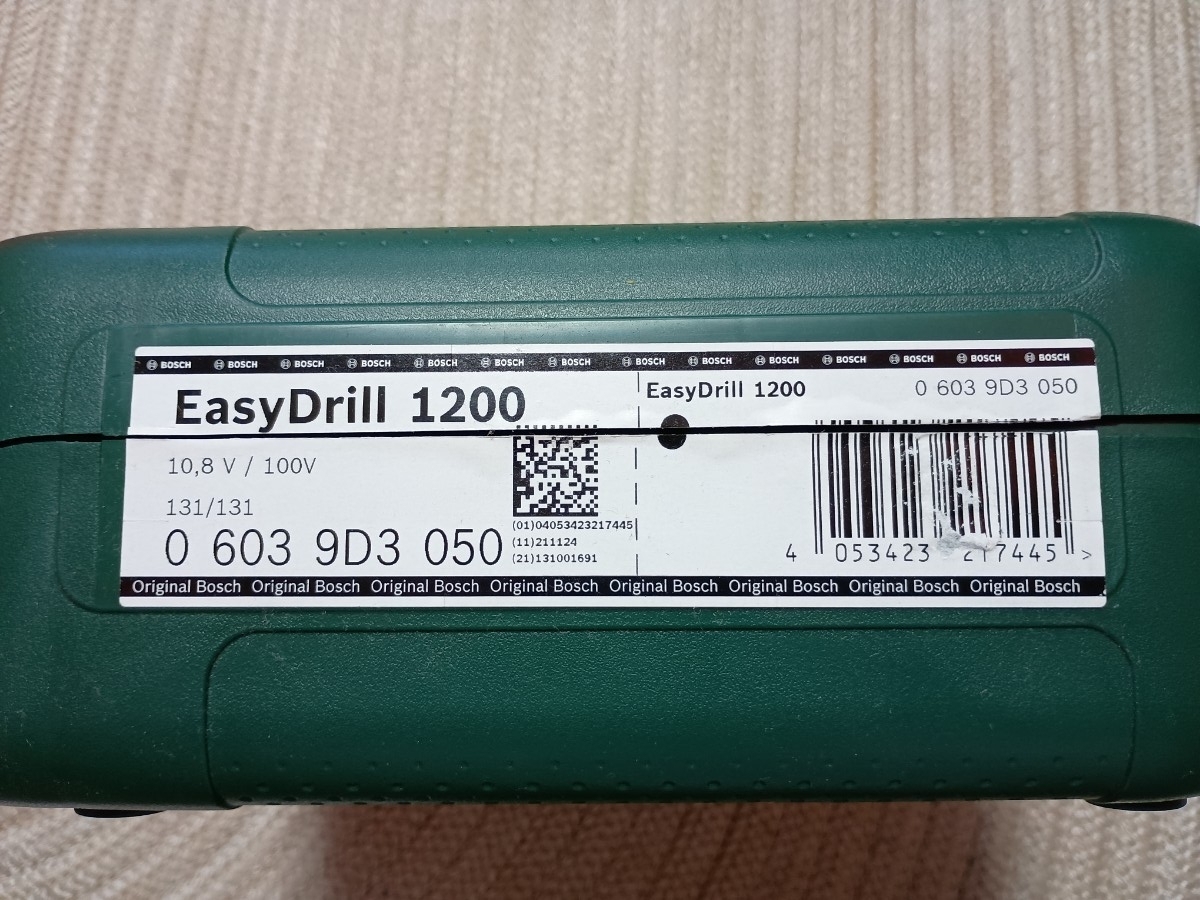 BOSCH BOSCH BOSCH BOSCH BOSCH BOSCH BOSCH BOSCH BOSCH BOSCH BOSCH BOSCH BOSCH BOSCH
EasyDrill 1200
10,8 V / 100V
131/131
0 603 9D3 050
(01)04053423217445
(11)211124
(21)131001691
EasyDrill 1200 0 603 9D3 050
4 053423 217445 >
Original Bosch Original Bosch Original Bosch Original Bosch Original Bosch Original Bosch Original Bosch Original Bosch